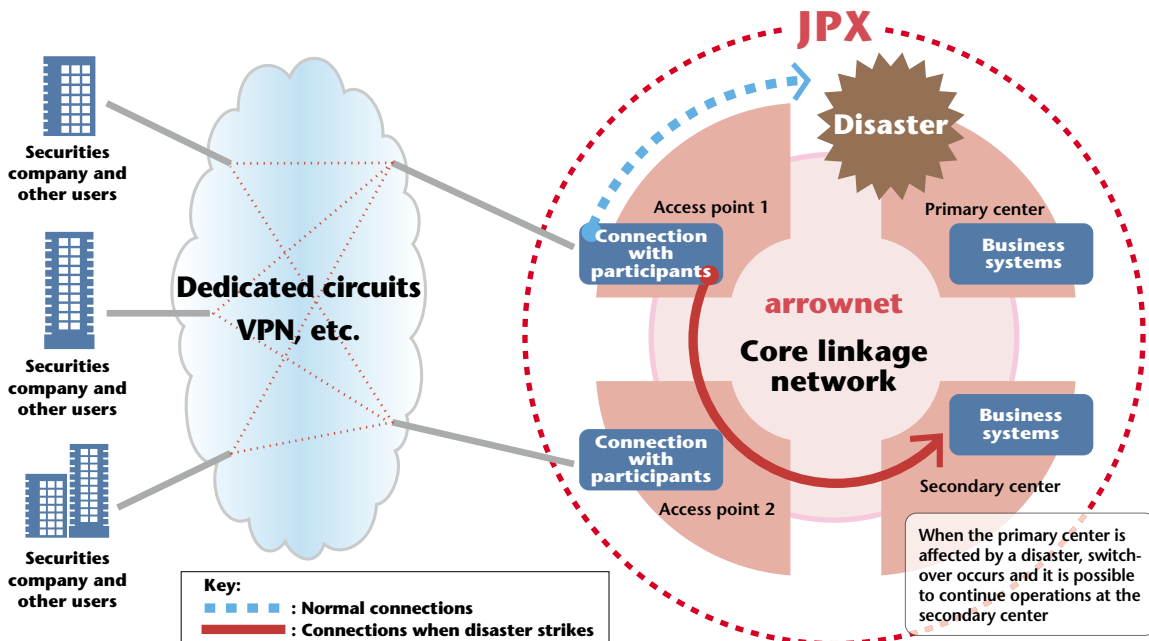 JPX
Disaster
Securities
company and
other users
Securities
company and
other users
Securities
company and
other users
Dedicated circuits
VPN, etc.
Access point 1
Connection
with
participants
Primary center
Business
systems
arrownet
Core linkage
network
Connection
with
participants
Access point 2
Business
systems
Secondary center
When the primary center is
affected by a disaster, switch-
over occurs and it is possible
to continue operations at the
secondary center
Key:
: Normal connections
: Connections when disaster strikes